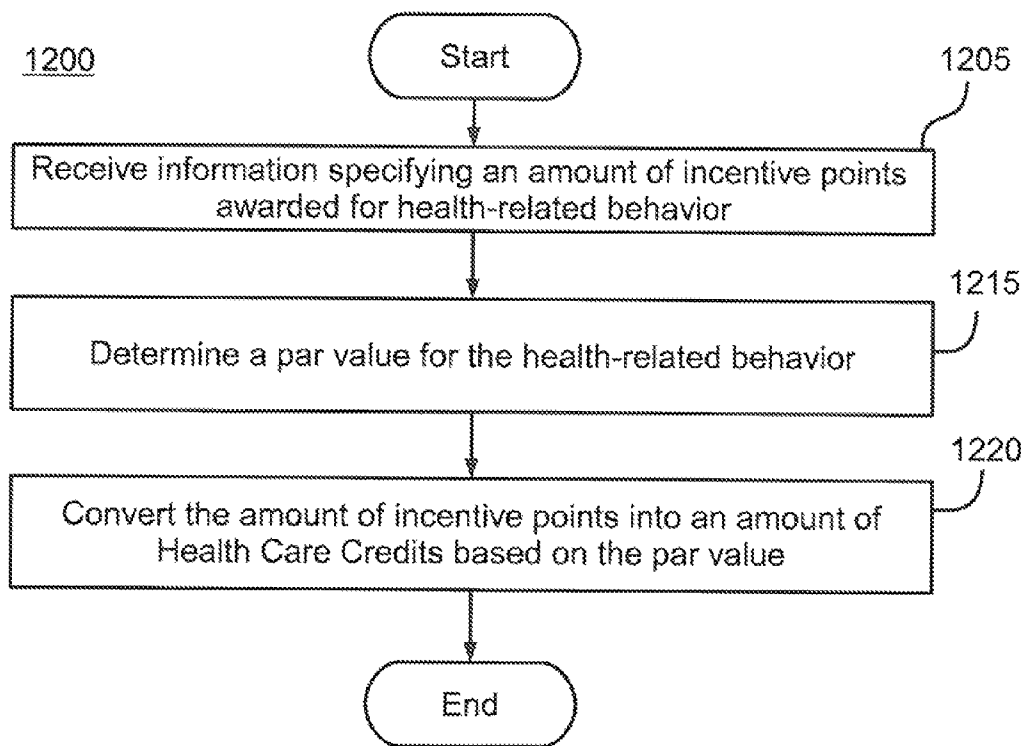 1200
Start
1205
Receive information specifying an amount of incentive points
awarded for health-related behavior
1215
Determine a par value for the health-related behavior
1220
Convert the amount of incentive points into an amount of
Health Care Credits based on the par value
End